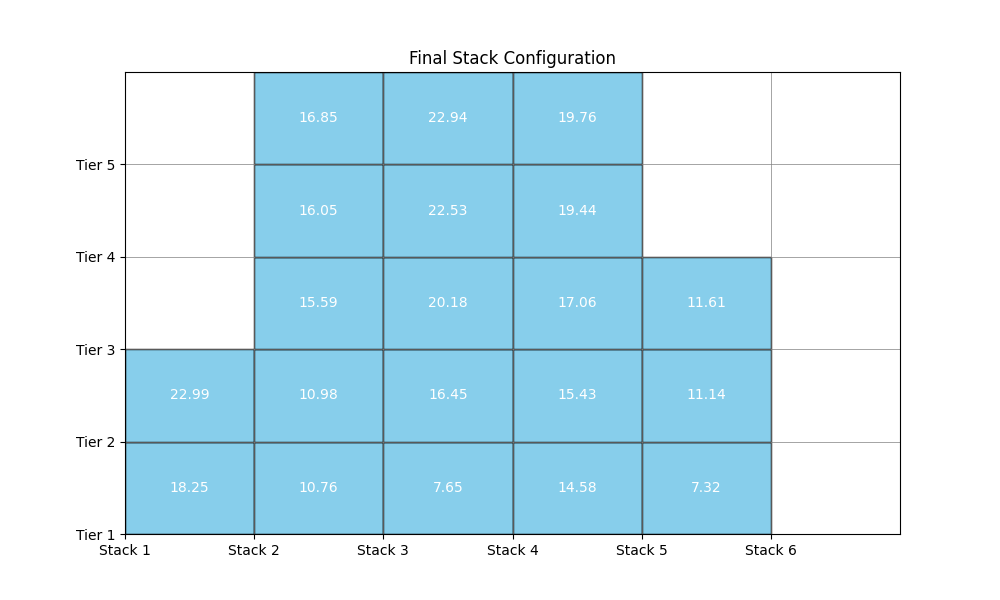 Final Stack Configuration
16.85 22.94 19.76
Tier 5
16.05 22.53 19.44
Tier 4
15.59 20.18 17.06 11.61
Tier 3
22.99 10.98 16.45 15.43 11.14
Tier 2
18.25 10.76 7.65 14.58 7.32
Tier 1
Stack 1 Stack 2 Stack 3 Stack 4 Stack 5 Stack 6